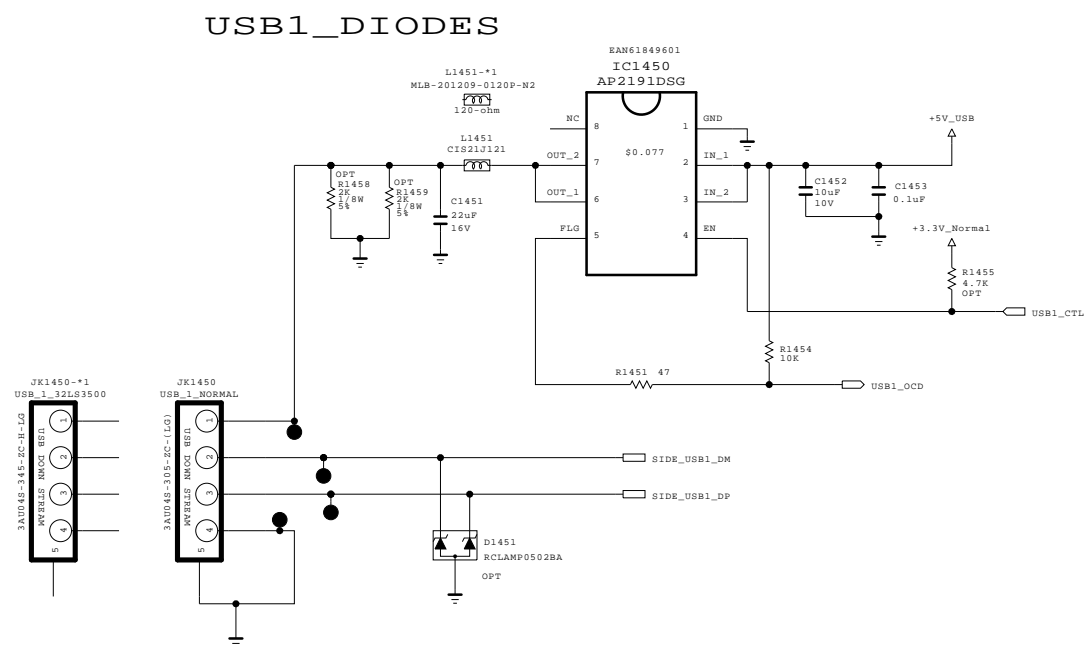 USB1_DIODES
EAN61849601
IC1450
AP2191DSG
L1451-*1
MLB-201209-0120P-N2
120-ohm
NC
8
1
GND
+5V_USB
L1451
CIS21J121
OUT_2
7
$0.077
2
IN_1
OPT
R1458
2K
1/8W
5%
OPT
R1459
2K
1/8W
5%
C1451
22uF
16V
OUT_1
6
3
IN_2
C1452
10uF
10V
C1453
0.1uF
FLG
5
4
EN
+3.3V_Normal
R1455
4.7K
OPT
USB1_CTL
R1454
10K
R1451 47
USB1_OCD
JK1450-*1
USB_1_32LS3500
3AU04S-345-ZC-H-LG
USB DOWN STREAM
1
2
3
4
5
JK1450
USB_1_NORMAL
3AU04S-305-ZC-(LG)
USB DOWN STREAM
1
2
3
4
5
SIDE_USB1_DM
SIDE_USB1_DP
D1451
RCLAMP0502BA
OPT